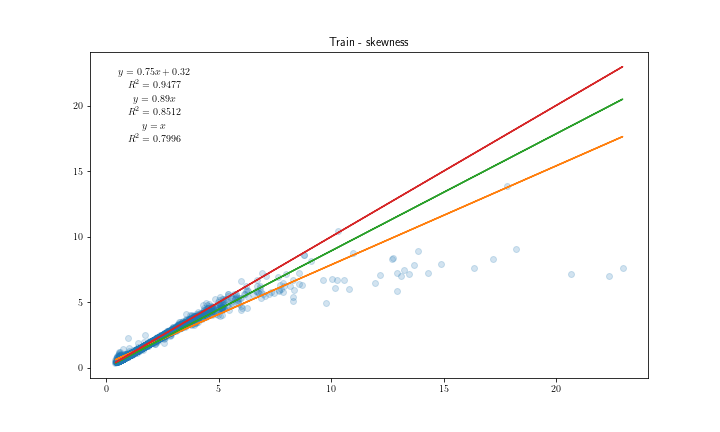 Train - skewness
y = 0.75x + 0.32
R² = 0.9477
y = 0.89x
R² = 0.8512
y = x
R² = 0.7996
20
15
10
5
0
0 5 10 15 20